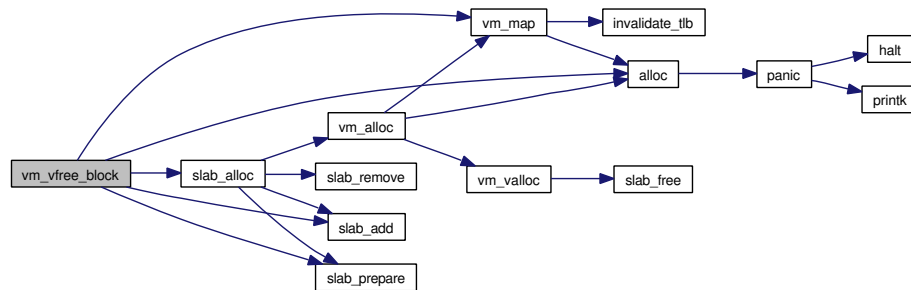 vm_map
invalidate_tlb
halt
alloc
panic
printk
vm_alloc
vm_vfree_block
slab_alloc
slab_remove
vm_valloc
slab_free
slab_add
slab_prepare